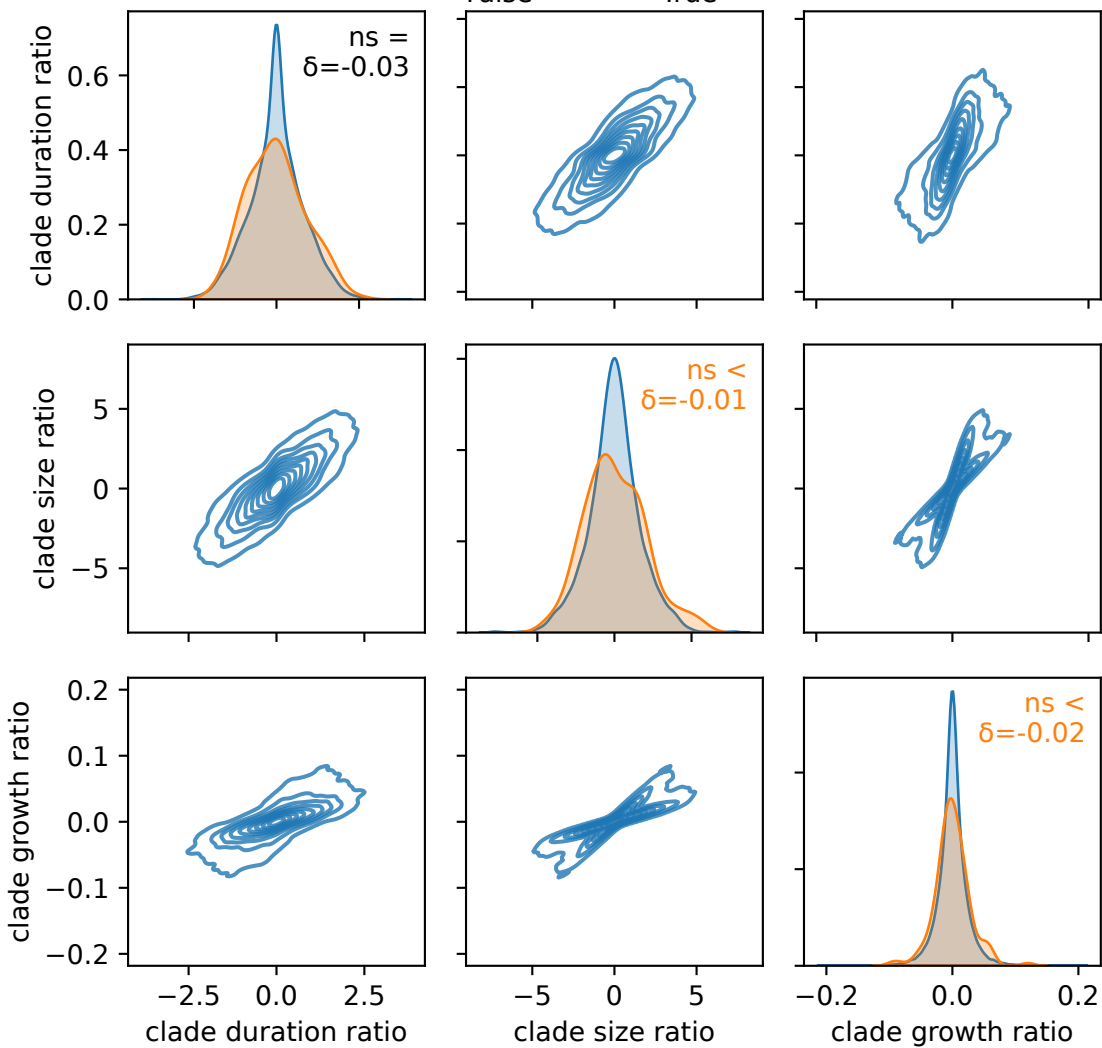 clade duration ratio
0.6
0.4
0.2
0.0
ns =
δ=-0.03
clade size ratio
5
0
−5
ns <
δ=-0.01
clade growth ratio
0.2
0.1
0.0
−0.1
−0.2
ns <
δ=-0.02
−2.5 0.0 2.5
−5 0 5
−0.2 0.0 0.2
clade duration ratio
clade size ratio
clade growth ratio